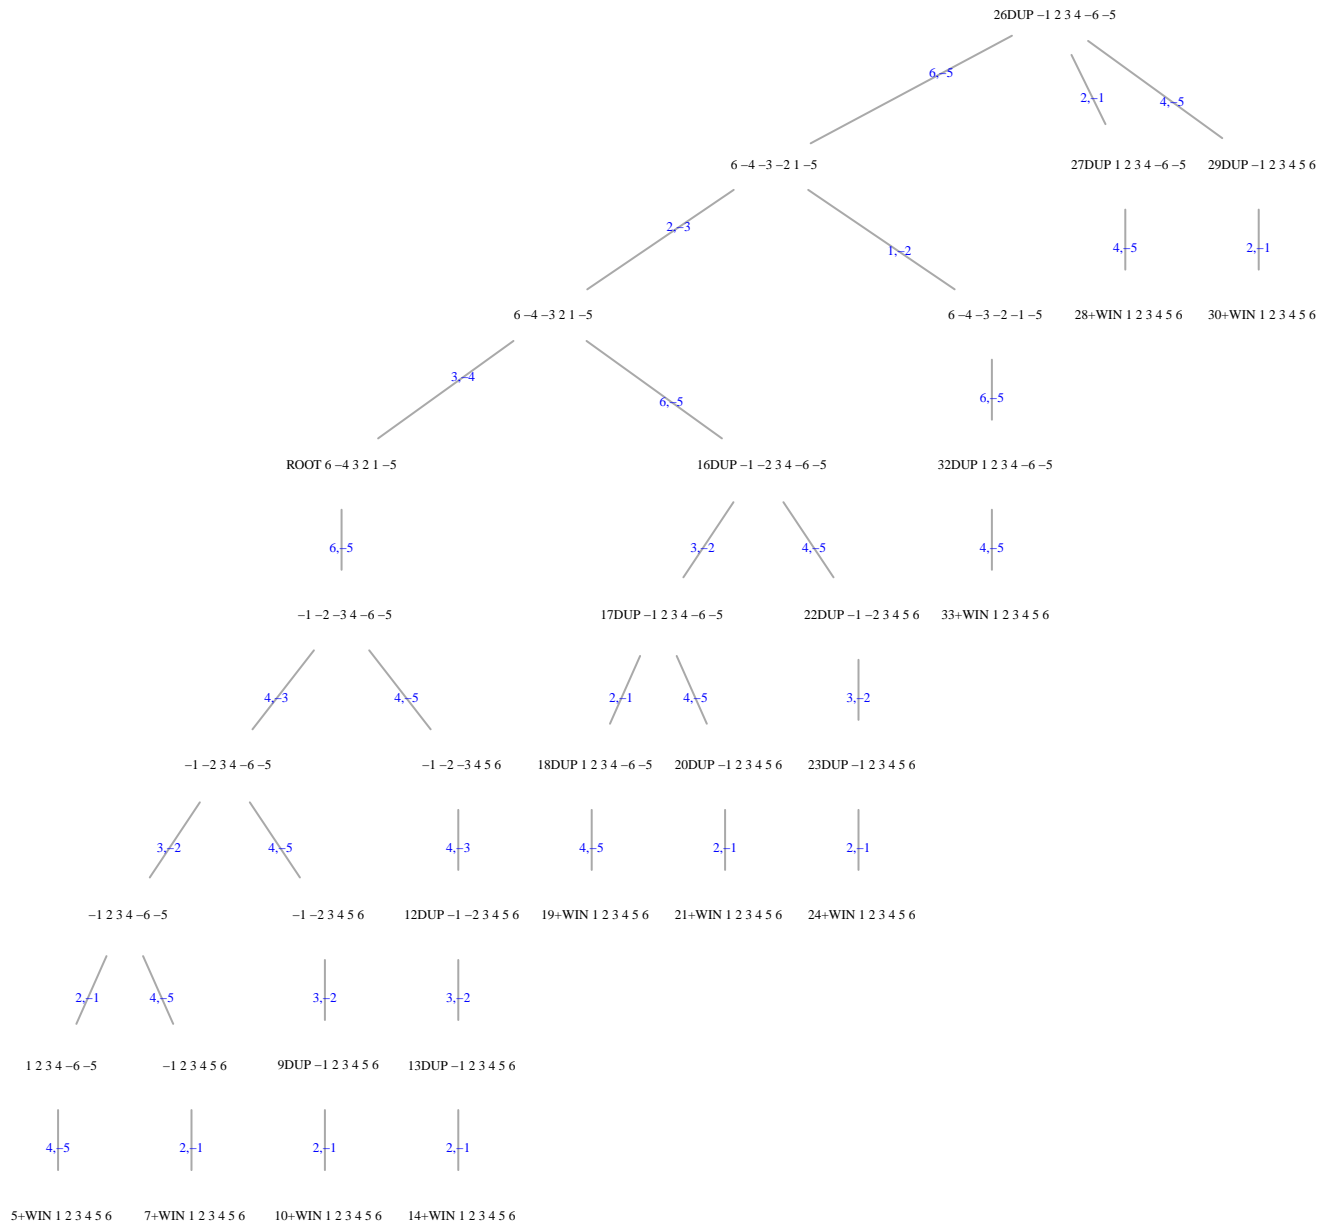 26DUP −1 2 3 4 −6 −5
6,−5
2,−1
4,−5
6 −4 −3 −2 1 −5
27DUP 1 2 3 4 −6 −5
29DUP −1 2 3 4 5 6
2,−3
1,−2
4,−5
2,−1
6 −4 −3 2 1 −5
6 −4 −3 −2 −1 −5
28+WIN 1 2 3 4 5 6
30+WIN 1 2 3 4 5 6
3,−4
6,−5
6,−5
ROOT 6 −4 3 2 1 −5
16DUP −1 −2 3 4 −6 −5
32DUP 1 2 3 4 −6 −5
6,−5
3,−2
4,−5
4,−5
−1 −2 −3 4 −6 −5
17DUP −1 2 3 4 −6 −5
22DUP −1 −2 3 4 5 6
33+WIN 1 2 3 4 5 6
4,−3
4,−5
2,−1
4,−5
3,−2
−1 −2 3 4 −6 −5
−1 −2 −3 4 5 6
18DUP 1 2 3 4 −6 −5
20DUP −1 2 3 4 5 6
23DUP −1 2 3 4 5 6
3,−2
4,−5
4,−3
4,−5
2,−1
2,−1
−1 2 3 4 −6 −5
−1 −2 3 4 5 6
12DUP −1 −2 3 4 5 6
19+WIN 1 2 3 4 5 6
21+WIN 1 2 3 4 5 6
24+WIN 1 2 3 4 5 6
2,−1
4,−5
3,−2
3,−2
1 2 3 4 −6 −5
−1 2 3 4 5 6
9DUP −1 2 3 4 5 6
13DUP −1 2 3 4 5 6
4,−5
2,−1
2,−1
2,−1
5+WIN 1 2 3 4 5 6
7+WIN 1 2 3 4 5 6
10+WIN 1 2 3 4 5 6
14+WIN 1 2 3 4 5 6